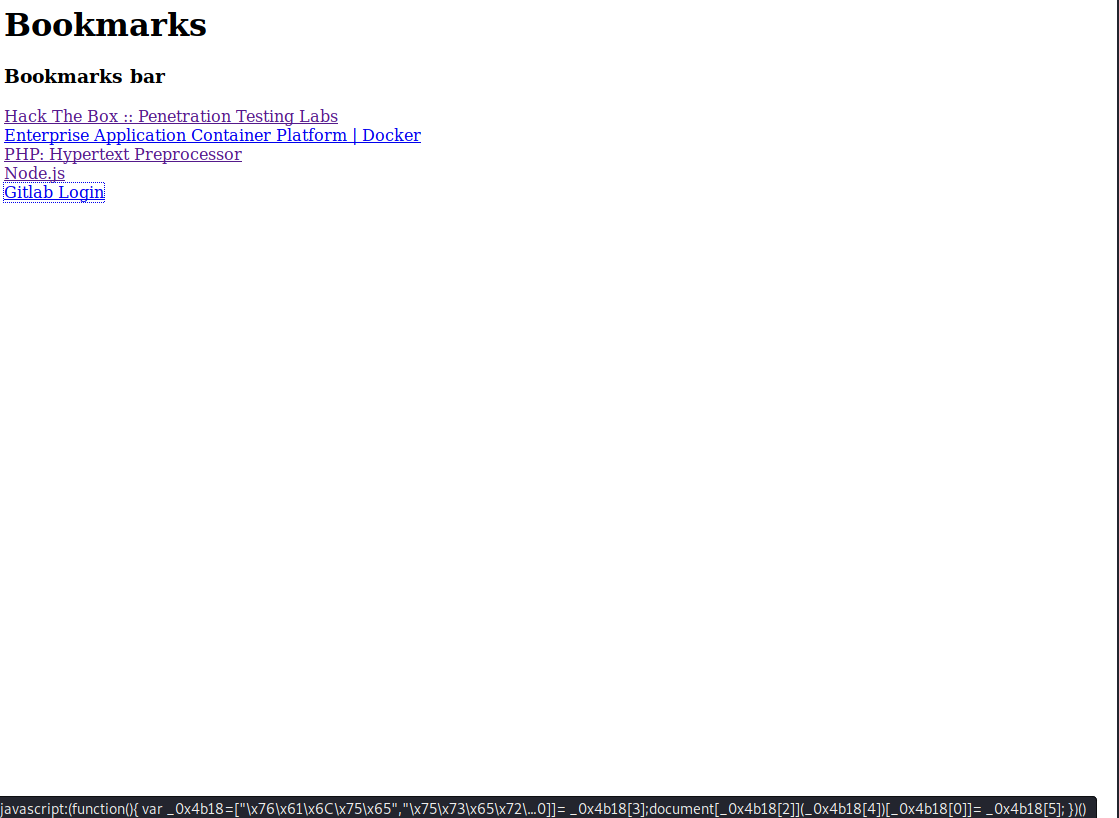 Bookmarks
Bookmarks bar
Hack The Box :: Penetration Testing Labs
Enterprise Application Container Platform | Docker
PHP: Hypertext Preprocessor
Node.js
Gitlab Login
javascript:(function(){ var _0x4b18=["\x76\x61\x6C\x75\x65","\x75\x73\x65\x72\…0]]= _0x4b18[3];document[_0x4b18[2]](_0x4b18[4])[_0x4b18[0]]= _0x4b18[5]; })()